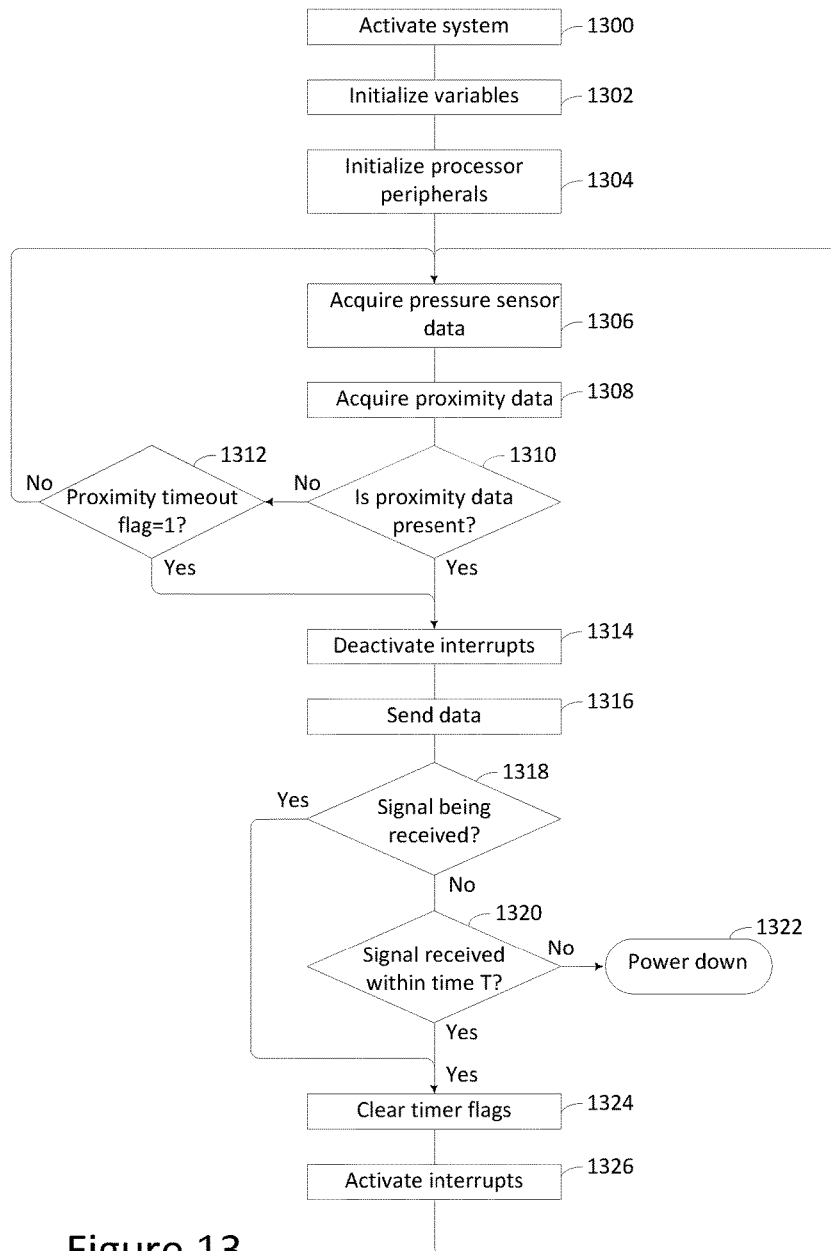 Activate system
1300
Initialize variables
1302
Initialize processor
peripherals
1304
Acquire pressure sensor
data
1306
Acquire proximity data
1308
1312
No
Proximity timeout
flag=1?
Yes
No
1310
Is proximity data
present?
Yes
Deactivate interrupts
1314
Send data
1316
1318
Yes
Signal being
received?
No
1320
Signal received
within time T?
No
1322
Power down
Yes
Yes
Clear timer flags
1324
Activate interrupts
1326
Figure 13